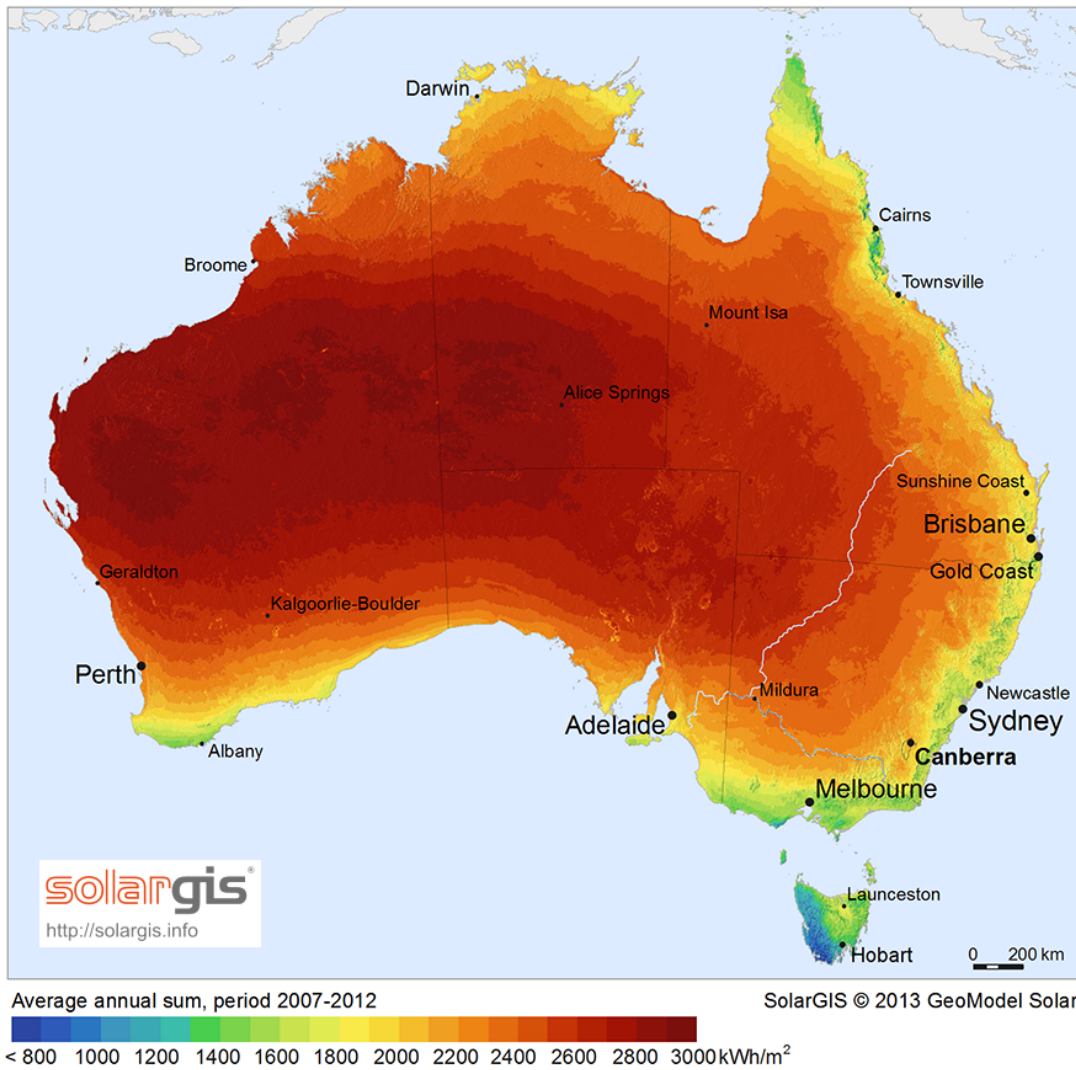 Darwin
Cairns
Broome
Townsville
Mount Isa
Alice Springs
Sunshine Coast
Brisbane
Gold Coast
Geraldton
Kalgoorlie-Boulder
Perth
Mildura
Newcastle
Adelaide
Sydney
Albany
Canberra
Melbourne
solargis®
http://solargis.info
Launceston
Hobart
0 200 km
Average annual sum, period 2007-2012
SolarGIS © 2013 GeoModel Solar
< 800 1000 1200 1400 1600 1800 2000 2200 2400 2600 2800 3000 kWh/m²